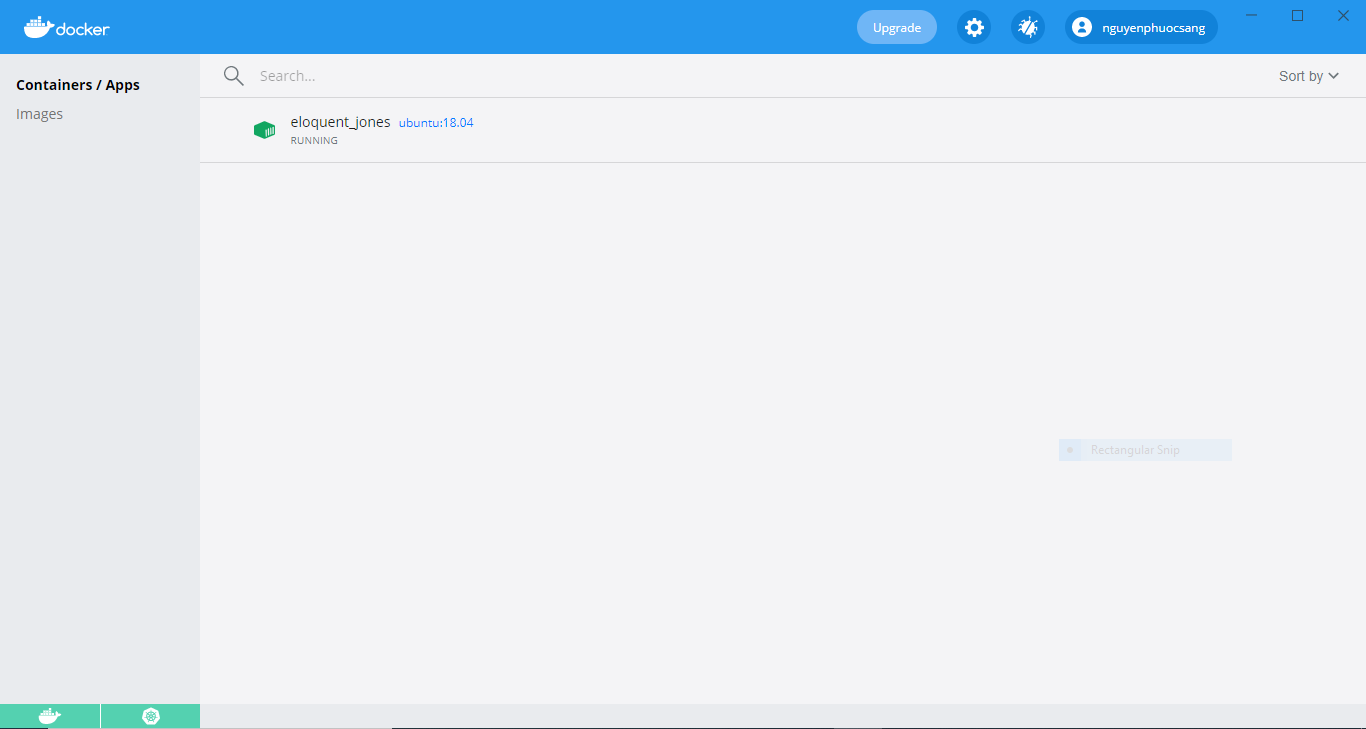 docker
Upgrade
nguyenphuocsang
Containers / Apps
Images
Search...
Sort by
eloquent_jones ubuntu:18.04
RUNNING
Rectangular Snip